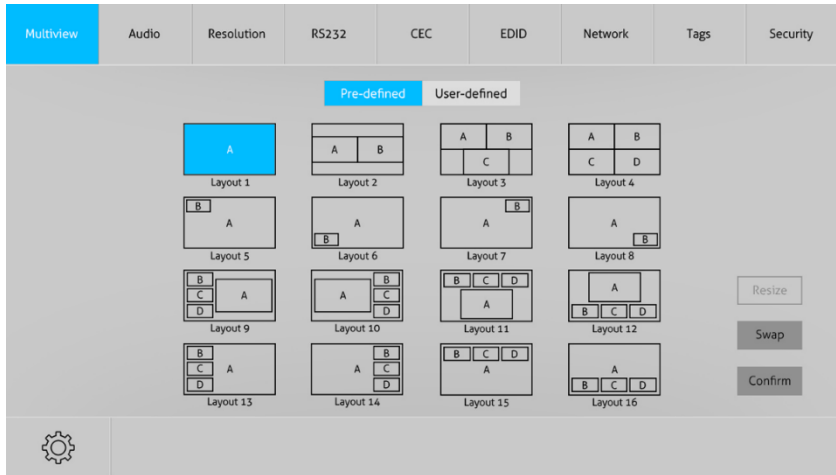 Multiview Audio Resolution RS232 CEC EDID Network Tags Security
Pre-defined User-defined
A
Layout 1
A B
Layout 2
A B
C
Layout 3
A B
C D
Layout 4
B
A
Layout 5
A
B
Layout 6
B
A
Layout 7
A
B
Layout 8
B
C A
D
Layout 9
B
A C
D
Layout 10
B C D
A
Layout 11
A
B C D
Layout 12
B
C A
D
Layout 13
B
A C
D
Layout 14
B C D
A
Layout 15
A
B C D
Layout 16
Resize
Swap
Confirm